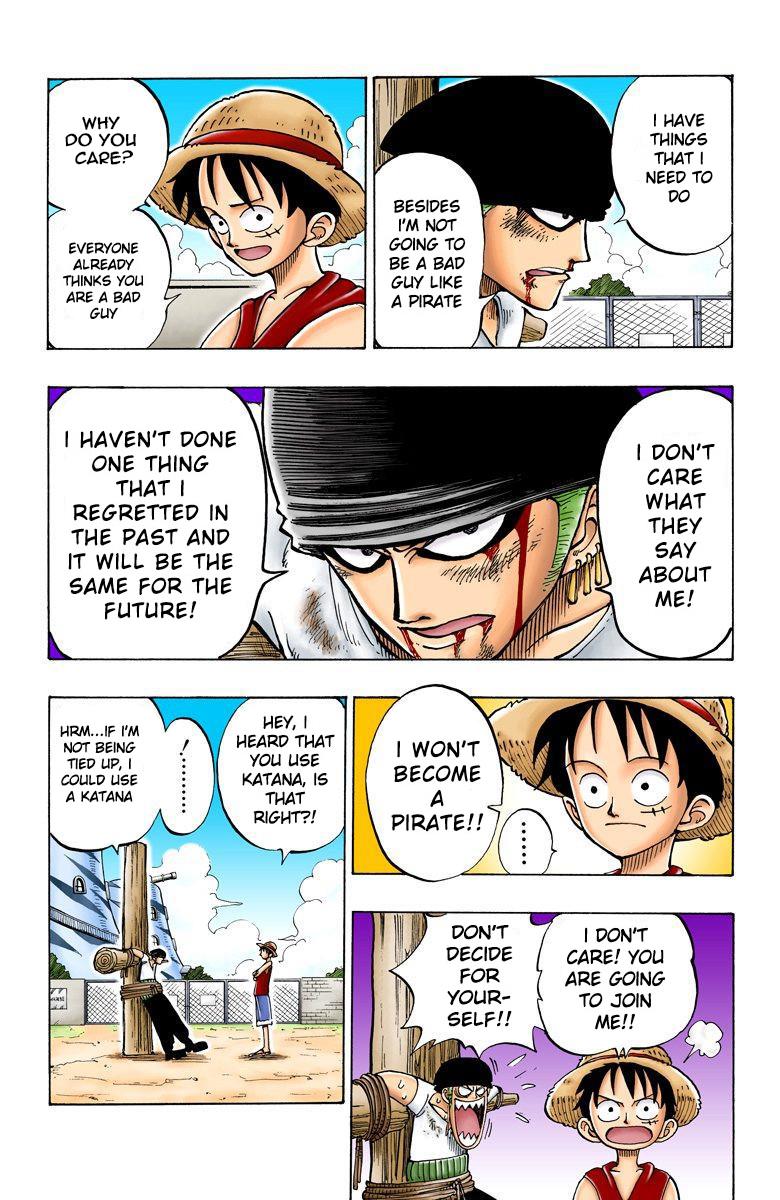 I HAVE
THINGS
THAT I
NEED TO
DO
BESIDES
I'M NOT
GOING TO
BE A BAD
GUY LIKE
A PIRATE
WHY
DO YOU
CARE?
EVERYONE
ALREADY
THINKS YOU
ARE A BAD
GUY
I DON'T
CARE
WHAT
THEY
SAY
ABOUT
ME!
I HAVEN'T DONE
ONE THING
THAT I
REGRETTED IN
THE PAST AND
IT WILL BE THE
SAME FOR THE
FUTURE!
I WON'T
BECOME
A
PIRATE!!
.....
I DON'T
CARE! YOU
ARE GOING
TO JOIN
ME!!
DON'T
DECIDE
FOR
YOUR-
SELF!!
HEY, I
HEARD THAT
YOU USE
KATANA, IS
THAT
RIGHT?!
! ........
HRM...IF I'M
NOT BEING
TIED UP, I
COULD USE
A KATANA